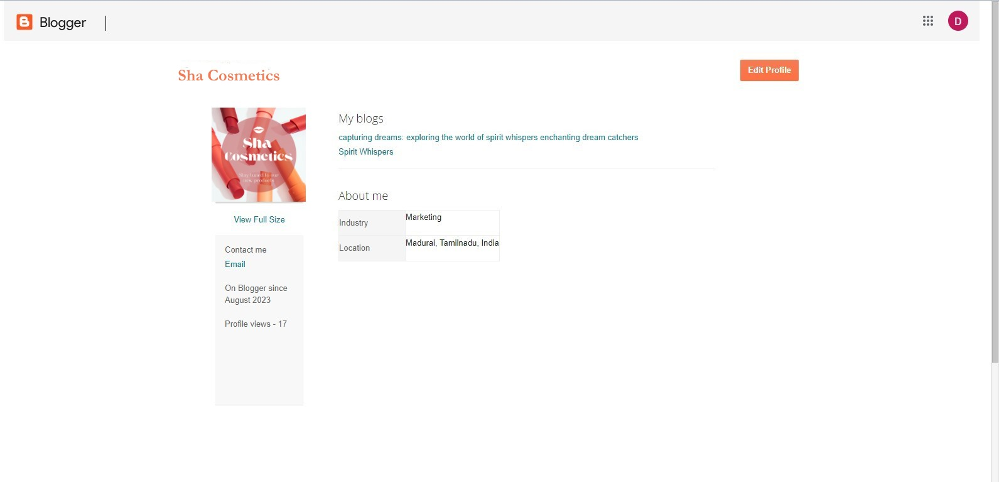 Blogger
D
Sha Cosmetics
Edit Profile
Sha
Cosmetics
Stay tuned to our
new products
View Full Size
Contact me
Email
On Blogger since
August 2023
Profile views - 17
My blogs
capturing dreams: exploring the world of spirit whispers enchanting dream catchers
Spirit Whispers
About me
Industry Marketing
Location Madurai, Tamilnadu, India